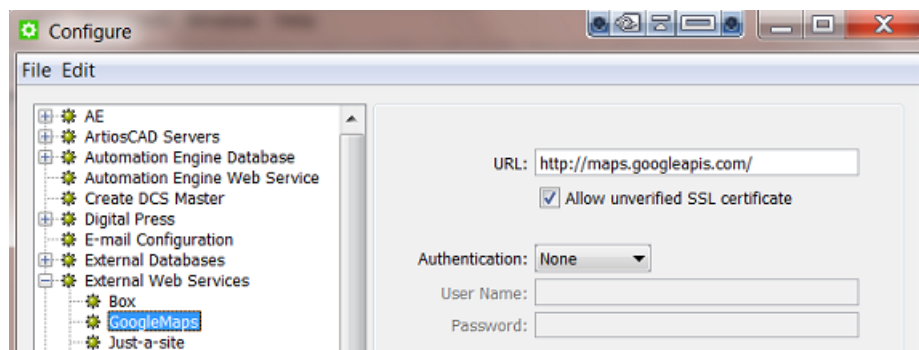 Configure
File Edit
AE
ArtiosCAD Servers
Automation Engine Database
Automation Engine Web Service
Create DCS Master
Digital Press
E-mail Configuration
External Databases
External Web Services
Box
GoogleMaps
Just-a-site
URL: http://maps.googleapis.com/
Allow unverified SSL certificate
Authentication: None
User Name:
Password: